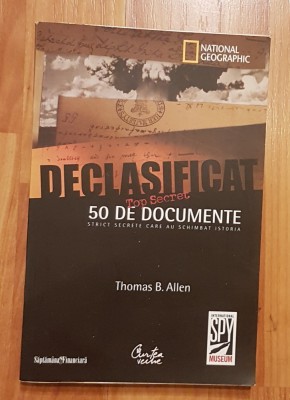 NATIONAL
GEOGRAPHIC
DECLASIFICAT
Top Secret
50 DE DOCUMENTE
STRICT SECRETE CARE AU SCHIMBAT ISTORIA
Thomas B. Allen
Săptămâna Financiară
Curtea
veche
INTERNATIONAL
SPY
MUSEUM